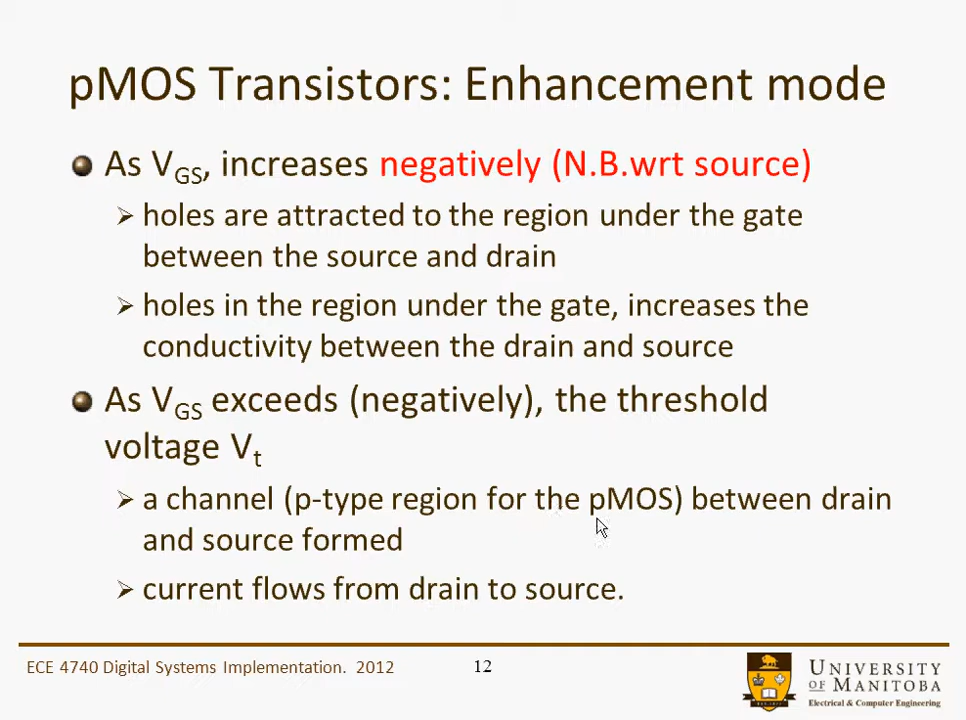 pMOS Transistors: Enhancement mode
As VGS, increases negatively (N.B.wrt source)
holes are attracted to the region under the gate
between the source and drain
holes in the region under the gate, increases the
conductivity between the drain and source
As VGS exceeds (negatively), the threshold
voltage Vt
a channel (p-type region for the pMOS) between drain
and source formed
current flows from drain to source.
ECE 4740 Digital Systems Implementation. 2012
12
UNIVERSITY
OF MANITOBA
Electrical & Computer Engineering